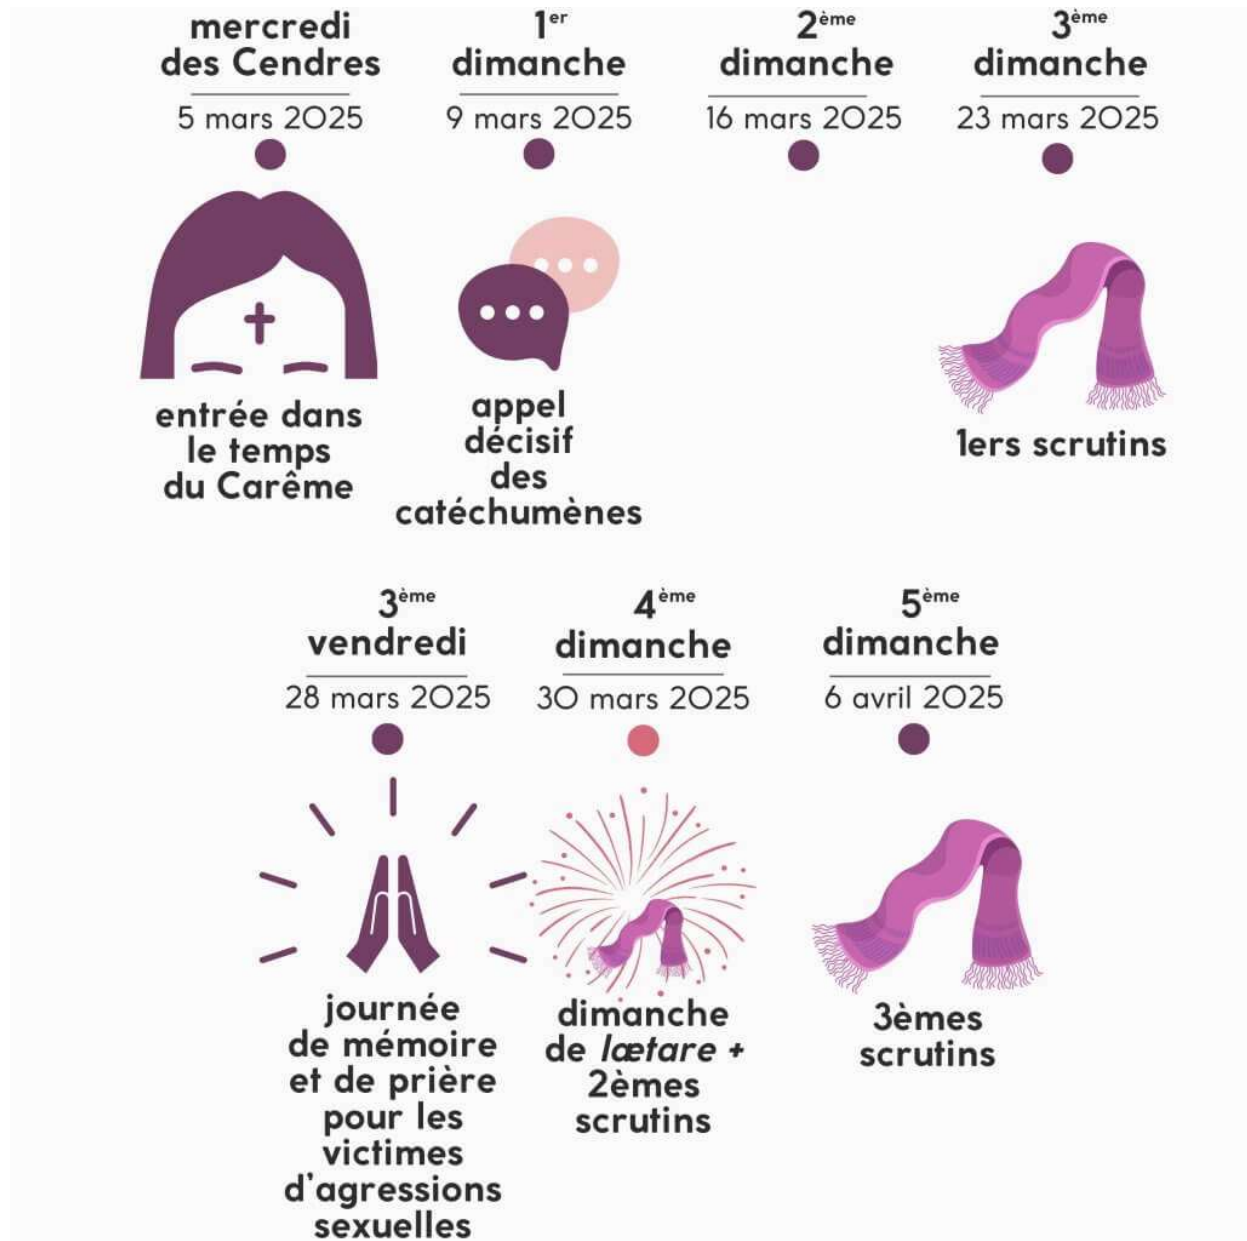 mercredi
des Cendres
5 mars 2025
entrée dans
le temps
du Carême
1er
dimanche
9 mars 2025
appel
décisif
des
catéchumènes
2ème
dimanche
16 mars 2025
3ème
dimanche
23 mars 2025
1ers scrutins
3ème
vendredi
28 mars 2025
journée
de mémoire
et de prière
pour les
victimes
d'agressions
sexuelles
4ème
dimanche
30 mars 2025
dimanche
de lætare +
2èmes
scrutins
5ème
dimanche
6 avril 2025
3èmes
scrutins